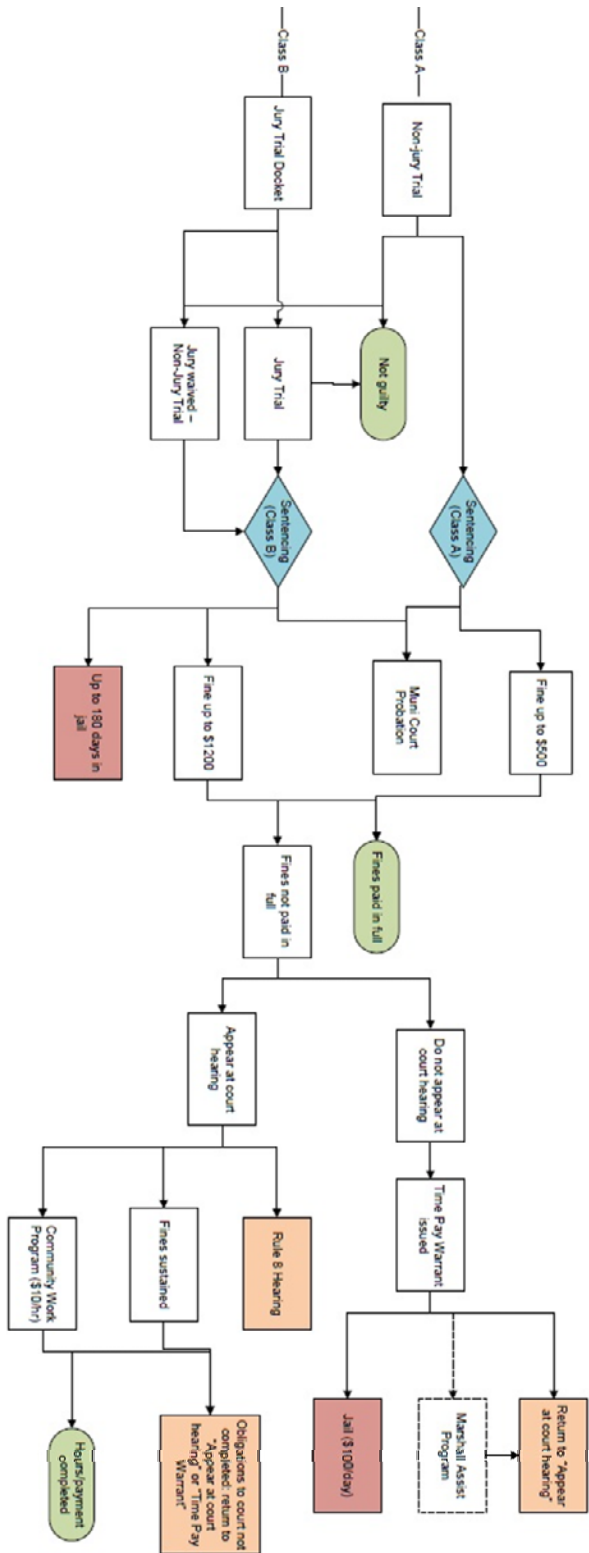 Class A
Class B
Non-jury Trial
Jury Trial Docket
Not guilty
Jury Trial
Jury waived –
Non-Jury Trial
Sentencing
(Class A)
Sentencing
(Class B)
Fine up to $500
Muni Court
Probation
Fine up to $1200
Up to 180 days in
jail
Fines paid in full
Fines not paid in
full
Do not appear at
court hearing
Appear at court
hearing
Time Pay Warrant
issued
Rule 8 Hearing
Fines sustained
Community Work
Program ($10/hr)
Return to "Appear
at court hearing"
Marshall Assist
Program
Jail ($100/day)
Obligations to court not
completed: return to
"Appear at court
hearing" or "Time Pay
Warrant"
Hours/payment
completed